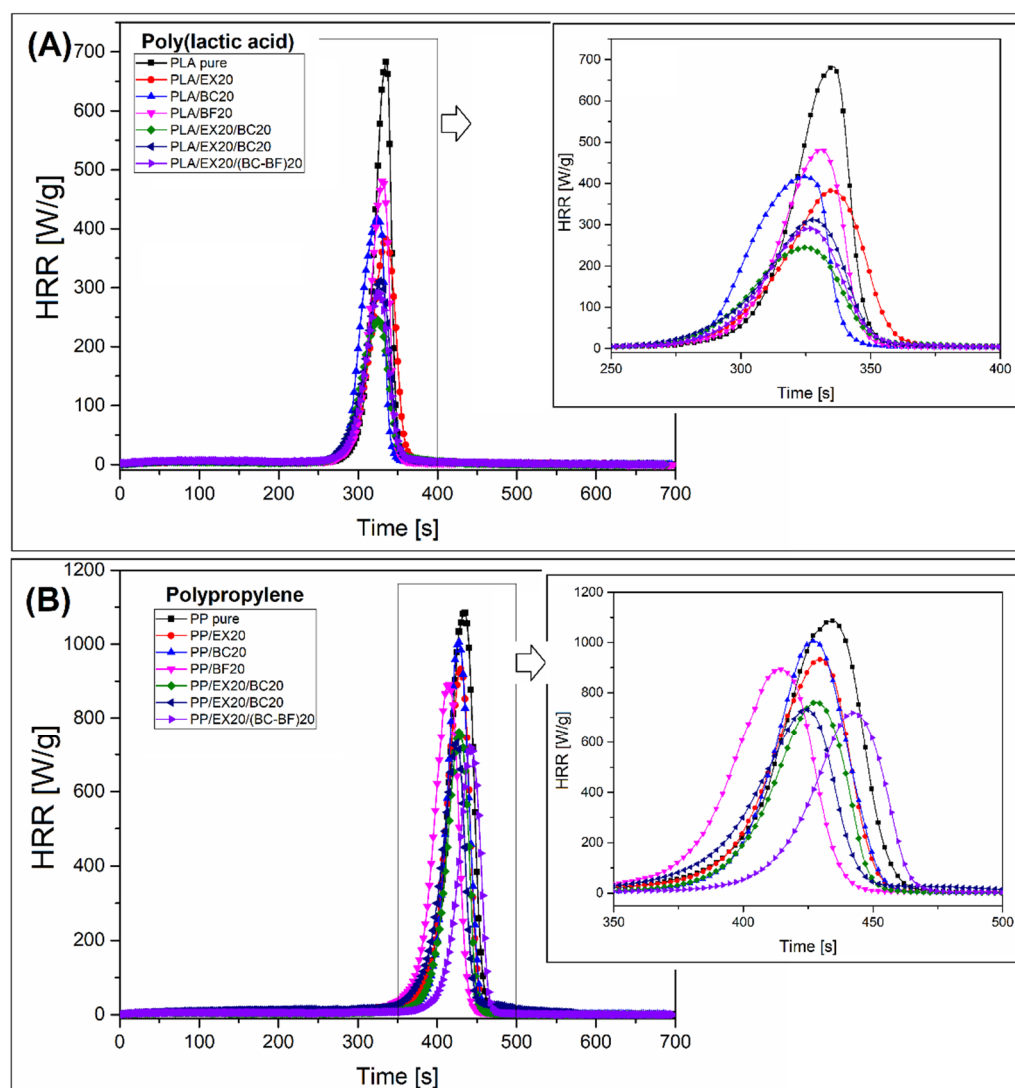 (A)
Poly(lactic acid)
PLA pure
PLA/EX20
PLA/BC20
PLA/BF20
PLA/EX20/BC20
PLA/EX20/BC20
PLA/EX20/(BC-BF)20
HRR [W/g]
700
600
500
400
300
200
100
0
0 100 200 300 400 500 600 700
Time [s]
HRR [W/g]
700
600
500
400
300
200
100
0
250 300 350 400
Time [s]
(B)
Polypropylene
PP pure
PP/EX20
PP/BC20
PP/BF20
PP/EX20/BC20
PP/EX20/BC20
PP/EX20/(BC-BF)20
HRR [W/g]
1200
1000
800
600
400
200
0
0 100 200 300 400 500 600 700
Time [s]
HRR [W/g]
1200
1000
800
600
400
200
0
350 400 450 500
Time [s]